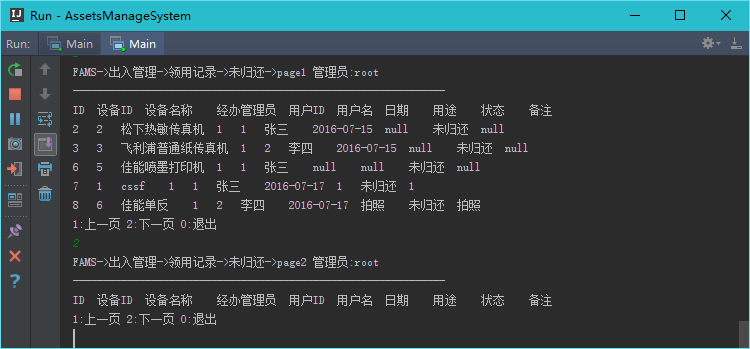 Run - AssetsManageSystem
Run: Main Main
FAMS->出入管理->领用记录->未归还->page1 管理员:root
ID 设备ID 设备名称 经办管理员 用户ID 用户名 日期 用途 状态 备注
2 2 松下热敏传真机 1 1 张三 2016-07-15 null 未归还 null
3 3 飞利浦普通纸传真机 1 2 李四 2016-07-15 null 未归还 null
6 5 佳能喷墨打印机 1 1 张三 null null 未归还 null
7 1 cssf 1 1 张三 2016-07-17 1 未归还 1
8 6 佳能单反 1 2 李四 2016-07-17 拍照 未归还 拍照
1:上一页 2:下一页 0:退出
2
FAMS->出入管理->领用记录->未归还->page2 管理员:root
ID 设备ID 设备名称 经办管理员 用户ID 用户名 日期 用途 状态 备注
1:上一页 2:下一页 0:退出